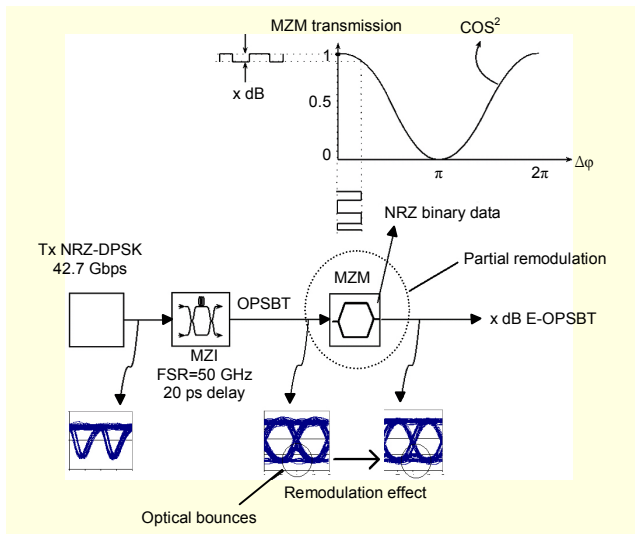 MZM transmission
COS²
1
x dB
0.5
0
π
2π
Δφ
NRZ binary data
Tx NRZ-DPSK
42.7 Gbps
Partial remodulation
MZM
OPSBT
x dB E-OPSBT
MZI
FSR=50 GHz
20 ps delay
Remodulation effect
Optical bounces